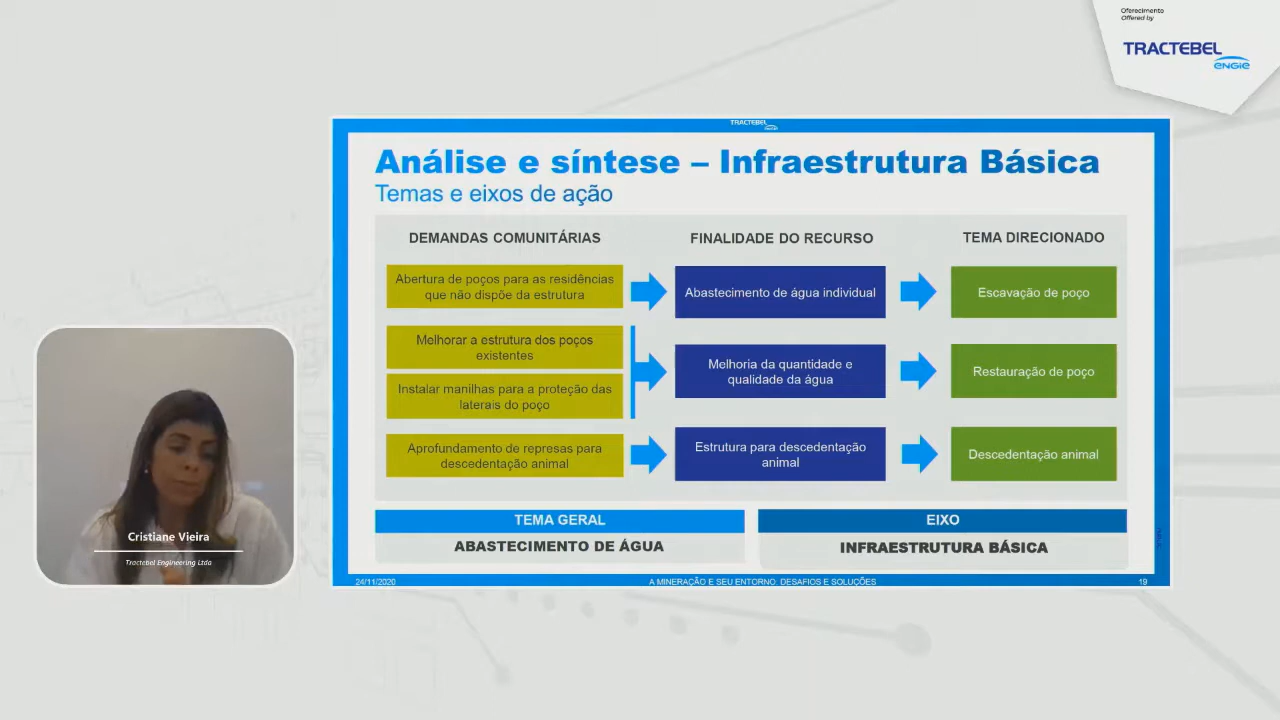 Oferecimento
Offered by
TRACTEBEL
ENGIE
TRACTEBEL
ENGIE
Análise e síntese – Infraestrutura Básica
Temas e eixos de ação
DEMANDAS COMUNITÁRIAS
FINALIDADE DO RECURSO
TEMA DIRECIONADO
Abertura de poços para as residências
que não dispõe da estrutura
Abastecimento de água individual
Escavação de poço
Melhorar a estrutura dos poços
existentes
Instalar manilhas para a proteção das
laterais do poço
Melhoria da quantidade e
qualidade da água
Restauração de poço
Aprofundamento de represas para
descedentação animal
Estrutura para descedentação
animal
Descedentação animal
TEMA GERAL
ABASTECIMENTO DE ÁGUA
EIXO
INFRAESTRUTURA BÁSICA
24/11/2020
A MINERAÇÃO E SEU ENTORNO: DESAFIOS E SOLUÇÕES
19
Cristiane Vieira
Tractebel Engineering Ltda